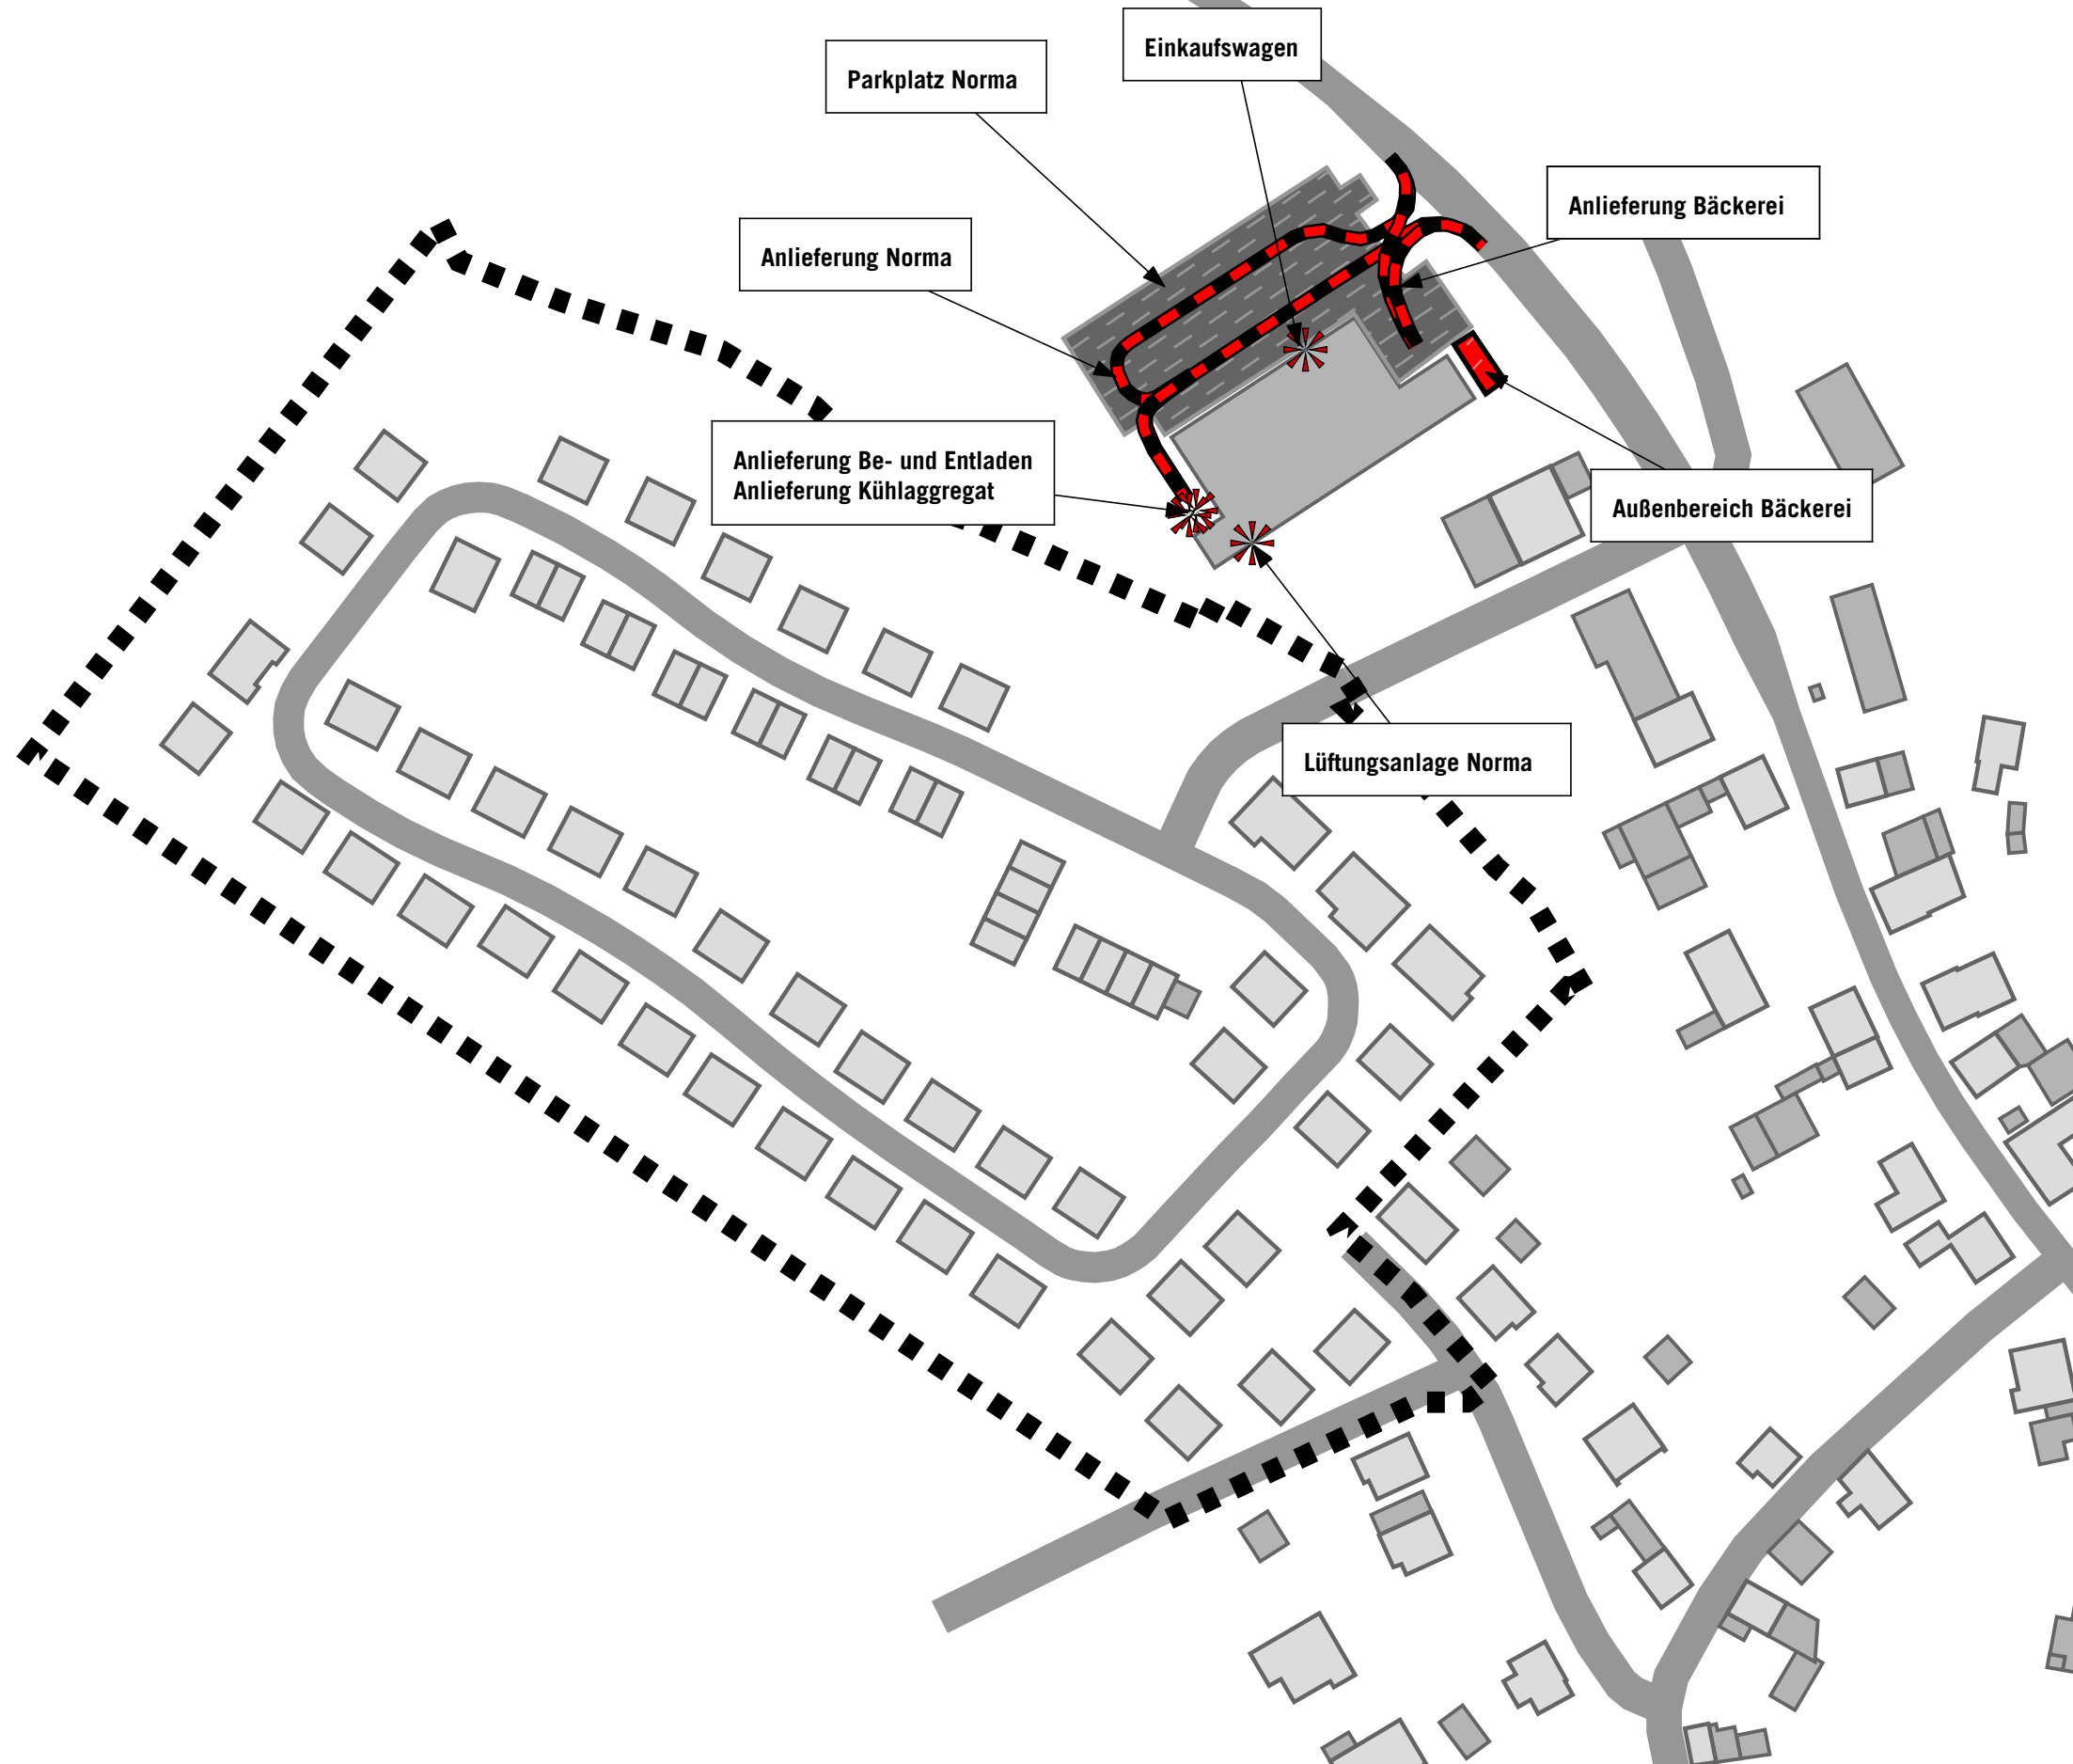 Einkaufswagen
Parkplatz Norma
Anlieferung Bäckerei
Anlieferung Norma
Anlieferung Be- und Entladen
Anlieferung Kühlaggregat
Außenbereich Bäckerei
Lüftungsanlage Norma